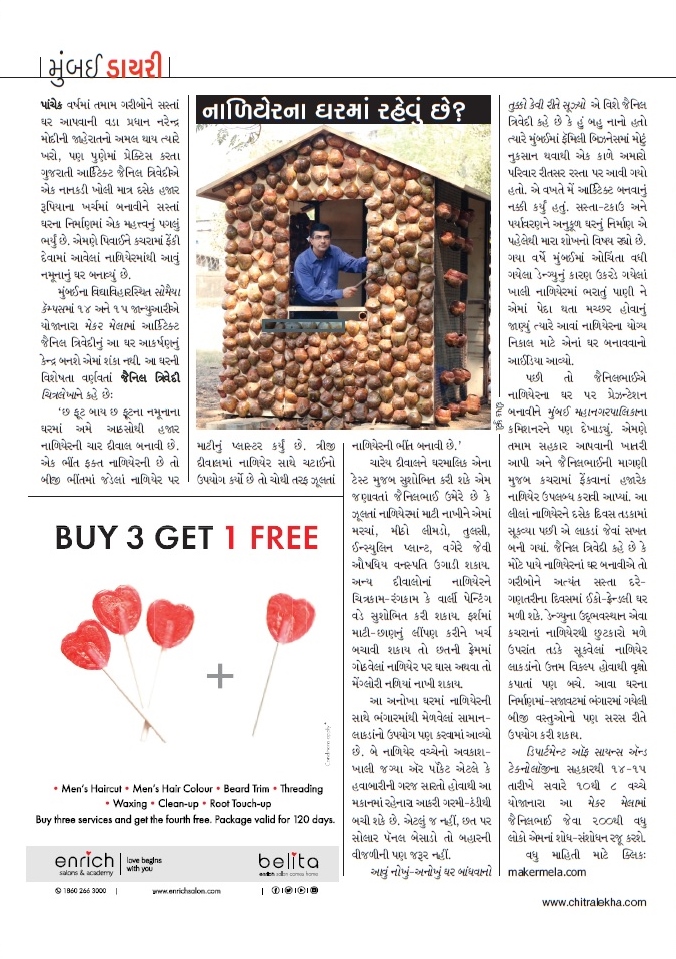 મુંબઈ ડાયરી
પાંચેક વર્ષમાં તમામ ગરીબોને સસ્તાં
ઘર આપવાની વડા પ્રધાન નરેન્દ્ર
મોદીની જાહેરાતનો અમલ થાય ત્યારે
ખરો, પણ પુણેમાં પ્રેક્ટિસ કરતા
ગુજરાતી આર્કિટેક્ટ જૈનિલ ત્રિવેદીએ
એક નાનકડી ખોલી માત્ર દસેક હજાર
રૂપિયાના ખર્ચમાં બનાવીને સસ્તાં
ઘરના નિર્માણમાં એક મહત્ત્વનું પગલું
ભર્યું છે. એમણે પિવાઈને કચરામાં ફેંકી
દેવામાં આવેલાં નાળિયેરમાંથી આવું
નમૂનાનું ઘર બનાવ્યું છે.
મુંબઈના વિદ્યાવિહારસ્થિત સોમૈયા
કૅમ્પસમાં ૧૪ અને ૧૫ જાન્યુઆરીએ
યોજાનારા મેકર મેલામાં આર્કિટેક્ટ
જૈનિલ ત્રિવેદીનું આ ઘર આકર્ષણનું
કેન્દ્ર બનશે એમાં શંકા નથી. આ ઘરની
વિશેષતા વર્ણવતાં જૈનિલ ત્રિવેદી
ચિત્રલેખાને કહે છે:
'છ ફૂટ બાય છ ફૂટના નમૂનાના
ઘરમાં અમે આઠસોથી હજાર
નાળિયેરની ચાર દીવાલ બનાવી છે.
એક ભીંત ફક્ત નાળિયેરની છે તો
બીજી ભીંતમાં જોડેલાં નાળિયેર પર
નાળિયેરના ઘરમાં રહેવું છે?
માટીનું પ્લાસ્ટર કર્યું છે. ત્રીજી
દીવાલમાં નાળિયેર સાથે ચટાઈનો
ઉપયોગ કર્યો છે તો ચોથી તરફ ઝૂલતાં
નાળિયેરની ભીંત બનાવી છે.'
ચારેય દીવાલને ઘરમાલિક એના
ટેસ્ટ મુજબ સુશોભિત કરી શકે એમ
જણાવતાં જૈનિલભાઈ ઉમેરે છે કે
ઝૂલતાં નાળિયેરમાં માટી નાખીને એમાં
મરચાં, મીઠો લીમડો, તુલસી,
ઈન્સ્યુલિન પ્લાન્ટ, વગેરે જેવી
ઔષધિય વનસ્પતિ ઉગાડી શકાય.
અન્ય દીવાલોનાં નાળિયેરને
ચિત્રકામ-રંગકામ કે વાર્લી પેન્ટિંગ
વડે સુશોભિત કરી શકાય. ફર્શમાં
માટી-છાણનું લીંપણ કરીને ખર્ચ
બચાવી શકાય તો છતની ફ્રેમમાં
ગોઠવેલાં નાળિયેર પર ઘાસ અથવા તો
મેંગ્લોરી નળિયાં નાખી શકાય.
આ અનોખા ઘરમાં નાળિયેરની
સાથે ભંગારમાંથી મેળવેલાં સામાન-
લાકડાંનો ઉપયોગ પણ કરવામાં આવ્યો
છે. બે નાળિયેર વચ્ચેનો અવકાશ-
ખાલી જગ્યા ઍર પૉકેટ એટલે કે
હવાબારીની ગરજ સારતો હોવાથી આ
મકાનમાં રહેનારા આકરી ગરમી-ઠંડીથી
બચી શકે છે. એટલું જ નહીં, છત પર
સોલાર પૅનલ બેસાડો તો બહારની
વીજળીની પણ જરૂર નહીં.
આવું નોખું-અનોખું ઘર બાંધવાનો
તુક્કો કેવી રીતે સૂઝ્યો એ વિશે જૈનિલ
ત્રિવેદી કહે છે કે હું બહુ નાનો હતો
ત્યારે મુંબઈમાં ફૅમિલી બિઝનેસમાં મોટું
નુકસાન થવાથી એક કાળે અમારો
પરિવાર રીતસર રસ્તા પર આવી ગયો
હતો. એ વખતે મેં આર્કિટેક્ટ બનવાનું
નક્કી કર્યું હતું. સસ્તા-ટકાઉ અને
પર્યાવરણને અનુકૂળ ઘરનું નિર્માણ એ
પહેલેથી મારા શોખનો વિષય રહ્યો છે.
ગયા વર્ષે મુંબઈમાં ઓચિંતા વધી
ગયેલા ડેન્ગ્યુનું કારણ ઉકરડે ગયેલાં
ખાલી નાળિયેરમાં ભરાતું પાણી ને
એમાં પેદા થતા મચ્છર હોવાનું
જાણ્યું ત્યારે આવાં નાળિયેરના યોગ્ય
નિકાલ માટે એનાં ઘર બનાવવાનો
આઈડિયા આવ્યો.
પછી તો જૈનિલભાઈએ
નાળિયેરના ઘર પર પ્રેઝન્ટેશન
બનાવીને મુંબઈ મહાનગરપાલિકાના
કમિશનરને પણ દેખાડ્યું. એમણે
તમામ સહકાર આપવાની ખાતરી
આપી અને જૈનિલભાઈની માગણી
મુજબ કચરામાં ફેંકવાનાં હજારેક
નાળિયેર ઉપલબ્ધ કરાવી આપ્યાં. આ
લીલાં નાળિયેરને દસેક દિવસ તડકામાં
સૂકવ્યા પછી એ લાકડાં જેવાં સખત
બની ગયાં. જૈનિલ ત્રિવેદી કહે છે કે
મોટે પાયે નાળિયેરનાં ઘર બનાવીએ તો
ગરીબોને અત્યંત સસ્તા દરે-
ગણતરીના દિવસમાં ઈકો-ફ્રેન્ડલી ઘર
મળી શકે. ડેન્ગ્યુના ઉદ્ભવસ્થાન એવા
કચરાનાં નાળિયેરથી છુટકારો મળે
ઉપરાંત તડકે સૂકવેલાં નાળિયેર
લાકડાંનો ઉત્તમ વિકલ્પ હોવાથી વૃક્ષો
કપાતાં પણ બચે. આવા ઘરના
નિર્માણમાં-સજાવટમાં ભંગારમાં ગયેલી
બીજી વસ્તુઓનો પણ સરસ રીતે
ઉપયોગ કરી શકાય.
ડિપાર્ટમેન્ટ ઑફ સાયન્સ ઍન્ડ
ટેક્નોલૉજીના સહકારથી ૧૪-૧૫
તારીખે સવારે ૧૦થી ૮ વચ્ચે
યોજાનારા આ મેકર મેલામાં
જૈનિલભાઈ જેવા ૨૦૦થી વધુ
લોકો એમનાં શોધ-સંશોધન રજૂ કરશે.
વધુ માહિતી માટે ક્લિક:
makermela.com
BUY 3 GET 1 FREE
+
Conditions apply*
• Men's Haircut • Men's Hair Colour • Beard Trim • Threading
• Waxing • Clean-up • Root Touch-up
Buy three services and get the fourth free. Package valid for 120 days.
enrich
salons & academy
love begins
with you
belita
enrich salon comes home
1860 266 3000 | www.enrichsalon.com
www.chitralekha.com